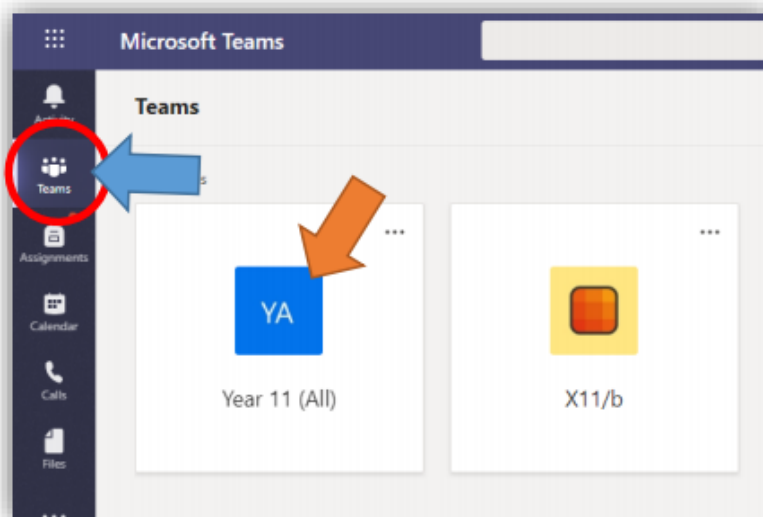 Microsoft Teams
Activity
Teams
Teams
Assignments
Calendar
Calls
Files
YA
Year 11 (All)
X11/b